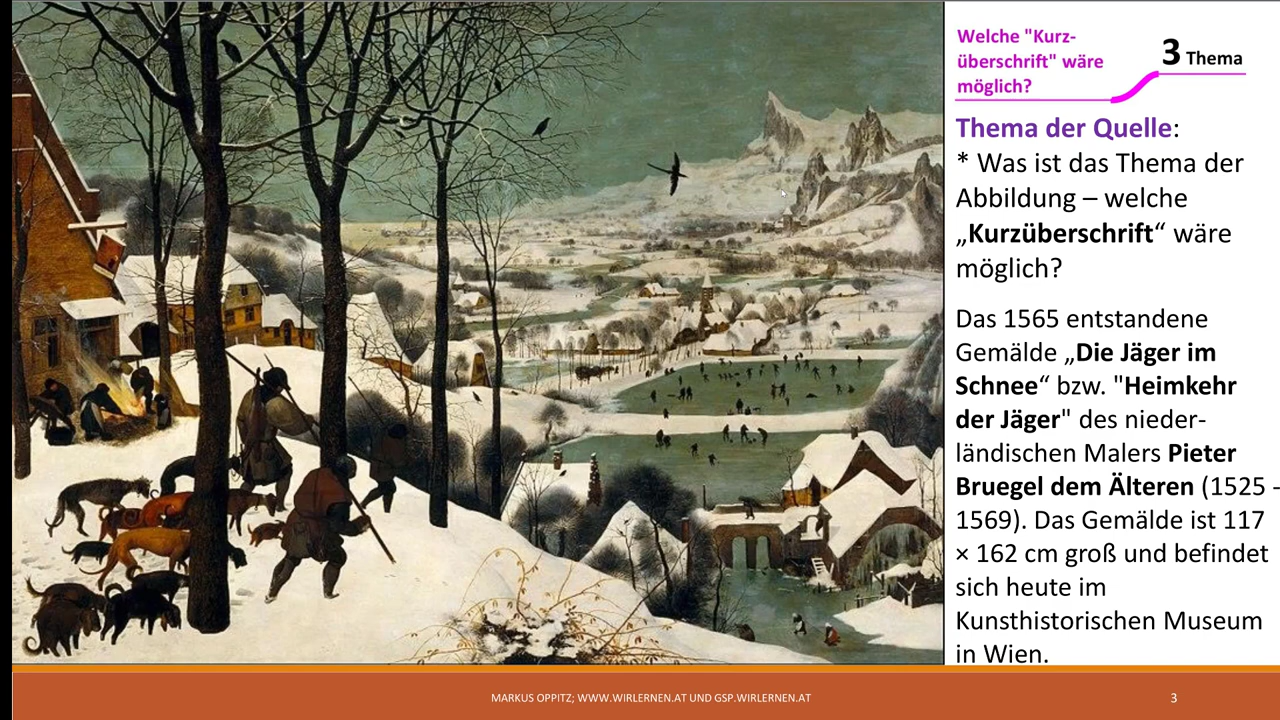 Welche "Kurz-
überschrift" wäre
möglich?
3 Thema
Thema der Quelle:
* Was ist das Thema der
Abbildung – welche
„Kurzüberschrift“ wäre
möglich?
Das 1565 entstandene
Gemälde „Die Jäger im
Schnee“ bzw. "Heimkehr
der Jäger" des nieder-
ländischen Malers Pieter
Bruegel dem Älteren (1525 -
1569). Das Gemälde ist 117
× 162 cm groß und befindet
sich heute im
Kunsthistorischen Museum
in Wien.
MARKUS OPPITZ; WWW.WIRLERNEN.AT UND GSP.WIRLERNEN.AT
3